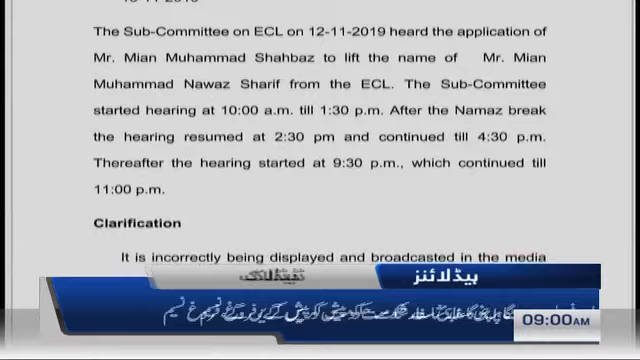 The Sub-Committee on ECL on 12-11-2019 heard the application of
Mr. Mian Muhammad Shahbaz to lift the name of Mr. Mian
Muhammad Nawaz Sharif from the ECL. The Sub-Committee
started hearing at 10:00 a.m. till 1:30 p.m. After the Namaz break
the hearing resumed at 2:30 pm and continued till 4:30 p.m.
Thereafter the hearing started at 9:30 p.m., which continued till
11:00 p.m.
Clarification
It is incorrectly being displayed and broadcasted in the media
ہیڈلائنز
09:00AM